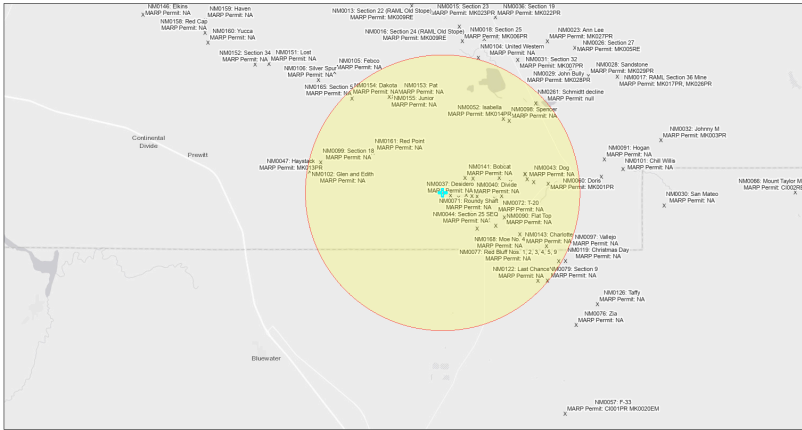 NM0146: Elkins
MARP Permit: NA
NM0159: Haven
MARP Permit: NA
NM0158: Red Cap
MARP Permit: NA
NM0160: Yucca
MARP Permit: NA
NM0152: Section 34
MARP Permit: NA
NM0151: Lost
MARP Permit: NA
NM0013: Section 22 (RAML Old Stope)
MARP Permit: MK009RE
NM0015: Section 23
MARP Permit: MK023PR
NM0036: Section 19
MARP Permit: MK022PR
NM0016: Section 24 (RAML Old Stope)
MARP Permit: MK009RE
NM0018: Section 25
MARP Permit: MK006PR
NM0023: Ann Lee
MARP Permit: MK027PR
NM0026: Section 27
MARP Permit: MK005RE
NM0104: United Western
MARP Permit: NA
NM0031: Section 32
MARP Permit: MK007PR
NM0105: Febco
MARP Permit: NA
NM0106: Silver Spur
MARP Permit: NA
NM0028: Sandstone
MARP Permit: MK029PR
NM0029: John Bully
MARP Permit: MK028PR
NM0017: RAML Section 36 Mine
MARP Permit: MK017PR, MK026PR
NM0165: Section 5
MARP Permit: NA
NM0154: Dakota
MARP Permit: NA
NM0153: Pat
MARP Permit: NA
NM0155: Junior
MARP Permit: NA
NM0261: Schmidt decline
MARP Permit: null
NM0052: Isabella
MARP Permit: MK014PR
NM0098: Spencer
MARP Permit: NA
NM0032: Johnny M
MARP Permit: MK003PR
Continental
Divide
Prewitt
NM0161: Red Point
MARP Permit: NA
NM0099: Section 18
MARP Permit: NA
NM0047: Haystack
MARP Permit: MK013PR
NM0102: Glen and Edith
MARP Permit: NA
NM0091: Hogan
MARP Permit: NA
NM0101: Chill Wills
MARP Permit: NA
NM0141: Bobcat
MARP Permit: NA
NM0043: Dog
MARP Permit: NA
NM0060: Doris
MARP Permit: MK001PR
NM0037: Desidero
MARP Permit: NA
NM0040: Divide
MARP Permit: NA
NM0030: San Mateo
MARP Permit: NA
NM0071: Roundy Shaft
MARP Permit: NA
NM0072: T-20
MARP Permit: NA
NM0044: Section 25 SEQ
MARP Permit: NA
NM0090: Flat Top
MARP Permit: NA
NM0143: Charlotte
MARP Permit: NA
NM0168: Moe No. 4
MARP Permit: NA
NM0097: Vallejo
MARP Permit: NA
NM0077: Red Bluff Nos. 1, 2, 3, 4, 5, 9
MARP Permit: NA
NM0119: Christmas Day
MARP Permit: NA
NM0122: Last Chance
MARP Permit: NA
NM0079: Section 9
MARP Permit: NA
NM0126: Taffy
MARP Permit: NA
NM0076: Zia
MARP Permit: NA
Bluewater
NM0057: F-33
MARP Permit: CI001PR MK0020EM